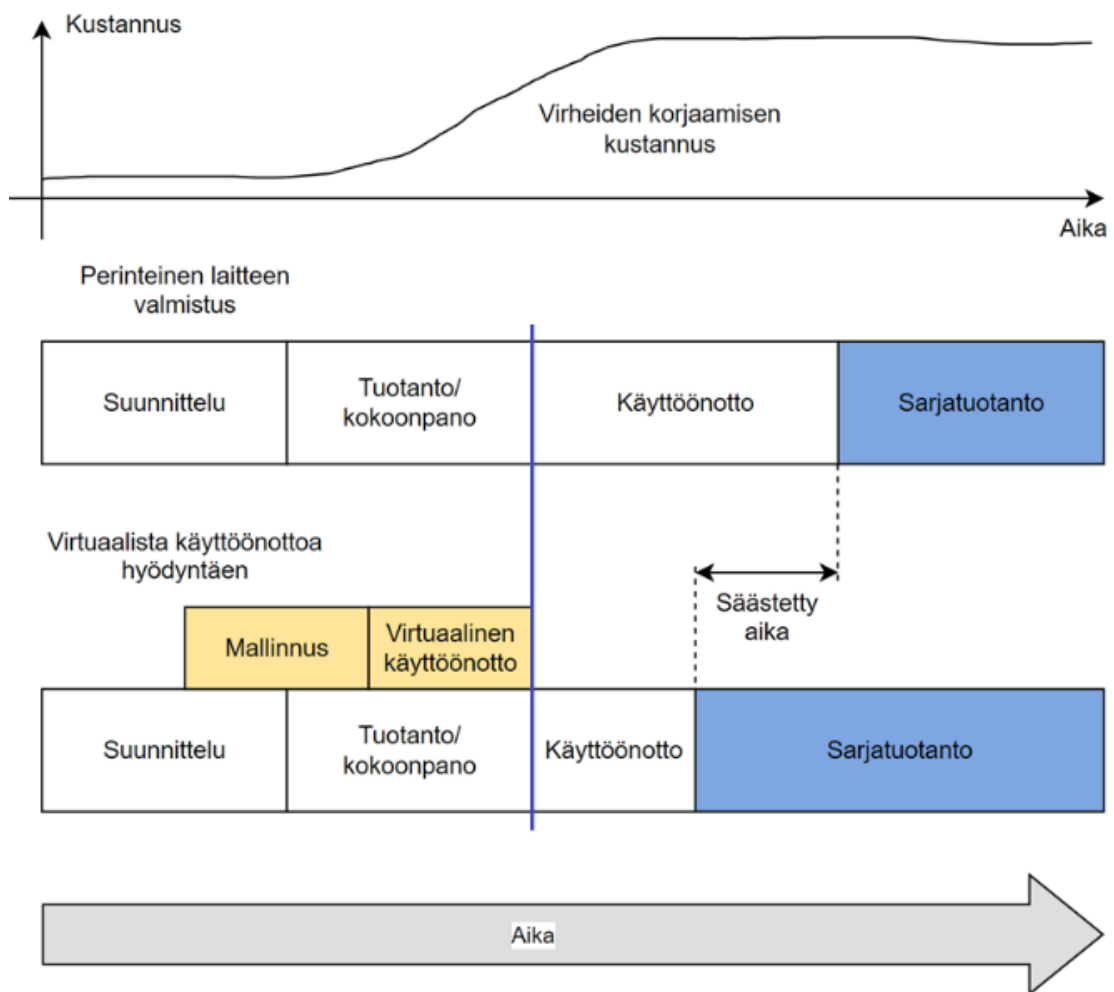 Kustannus
Virheiden korjaamisen
kustannus
Aika
Perinteinen laitteen
valmistus
Suunnittelu
Tuotanto/
kokoonpano
Käyttöönotto
Sarjatuotanto
Virtuaalista käyttöönottoa
hyödyntäen
Säästetty
aika
Mallinnus
Virtuaalinen
käyttöönotto
Suunnittelu
Tuotanto/
kokoonpano
Käyttöönotto
Sarjatuotanto
Aika